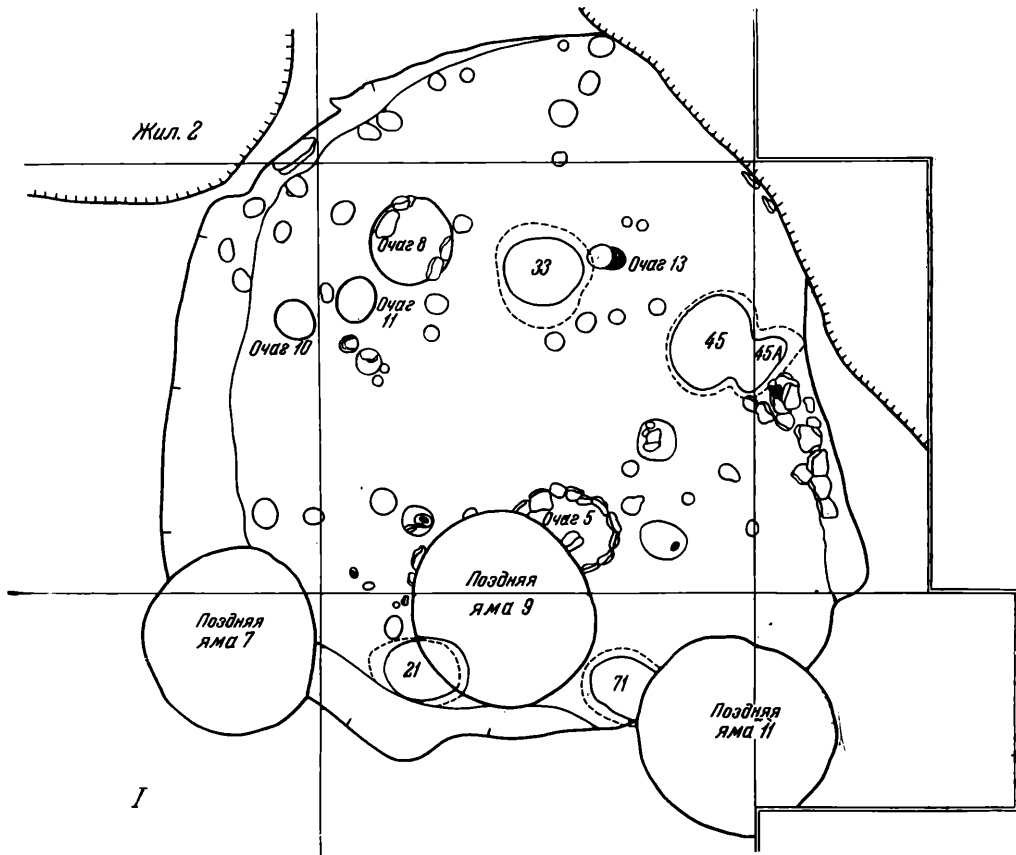 Жил. 2
Очаг 8
33
Очаг 13
Очаг
11
Очаг 10
45
45А
Очаг 5
Поздняя
яма 9
Поздняя
яма 7
21
71
Поздняя
яма 11
I